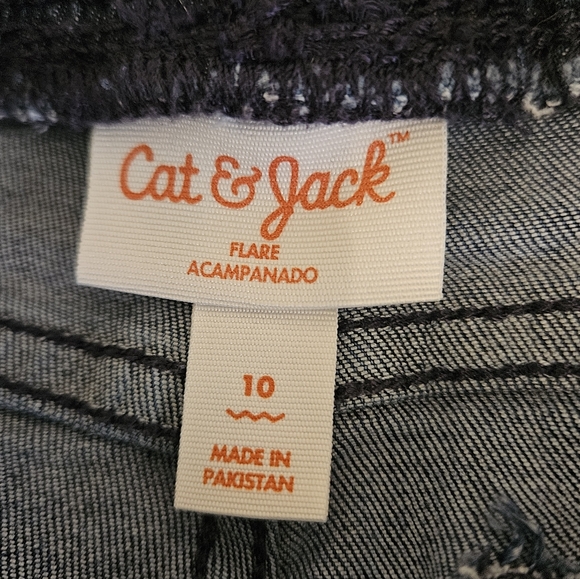 Cat & Jack™
FLARE
ACAMPANADO
10
MADE IN
PAKISTAN